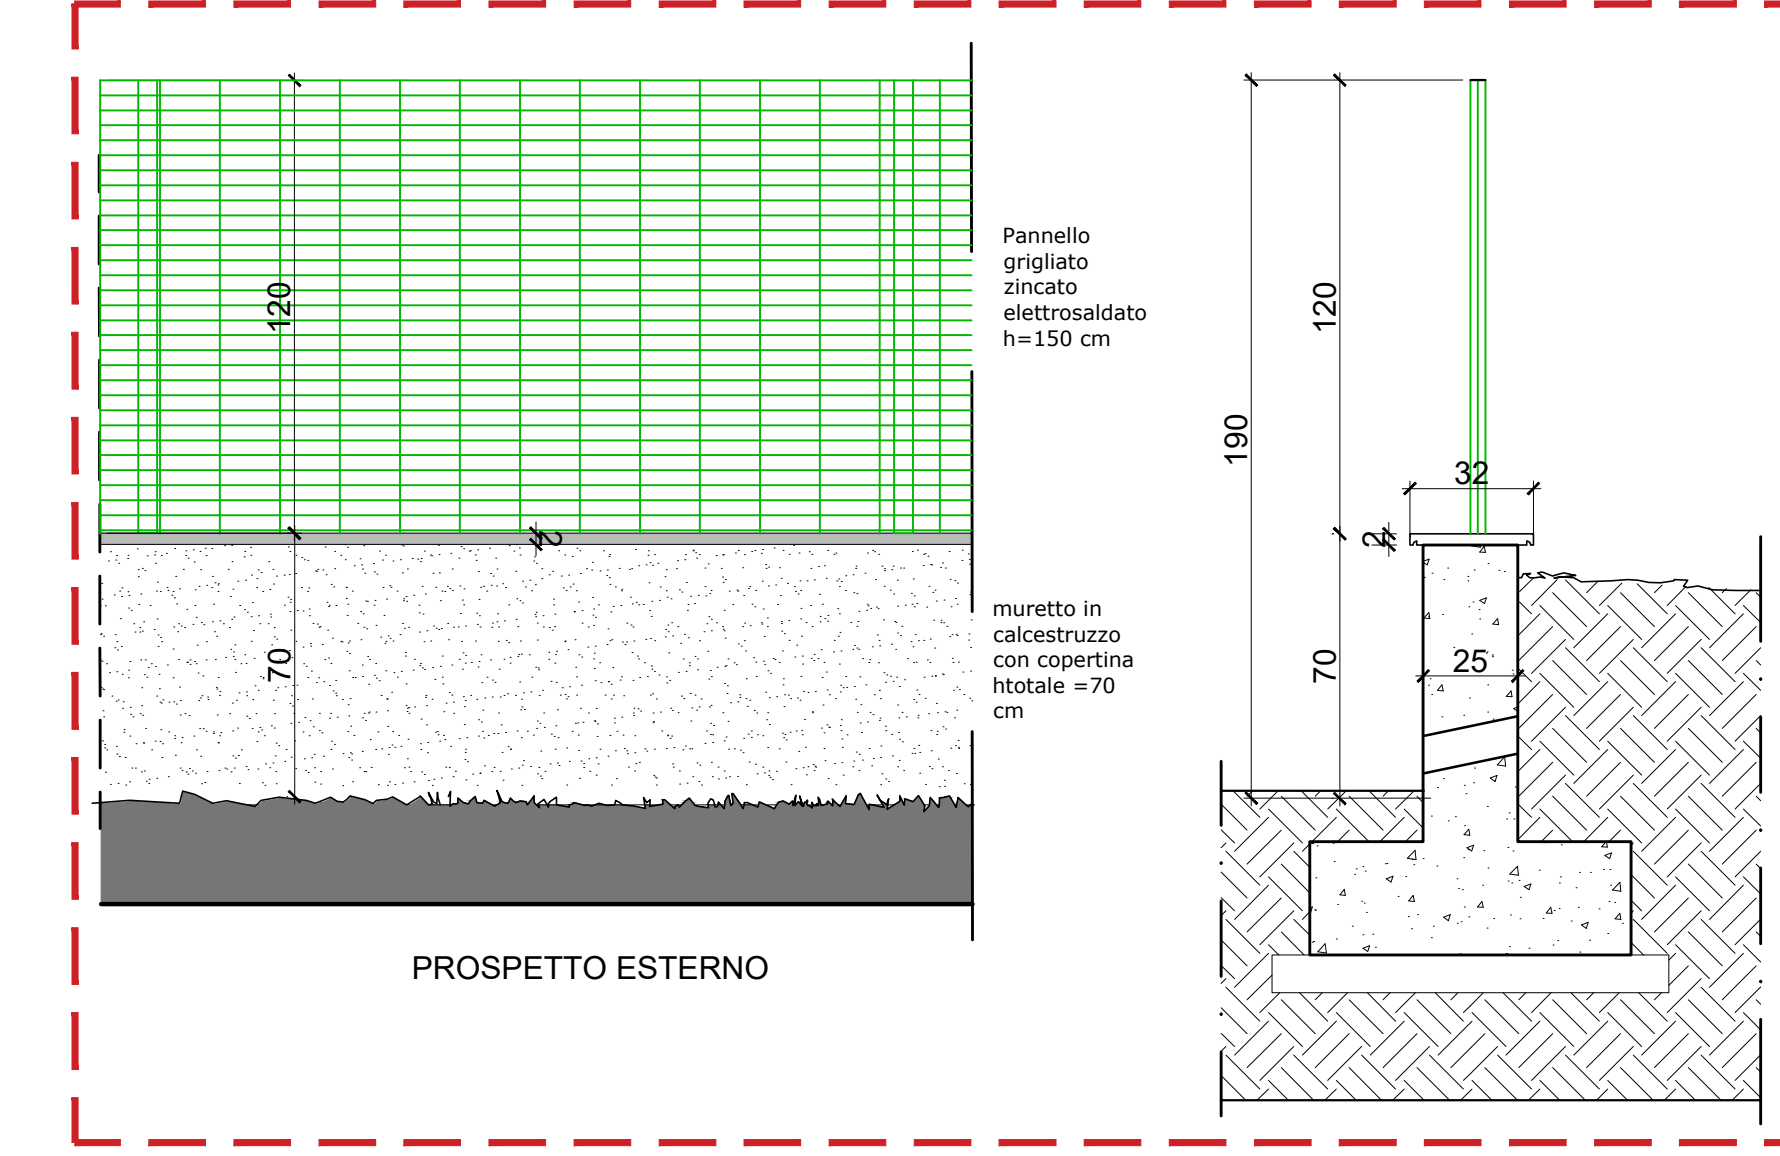 120
2
70
Pannello
grigliato
zincato
elettrosaldato
h=150 cm
muretto in
calcestruzzo
con copertina
htotale =70
cm
PROSPETTO ESTERNO
190
120
32
2
70
25